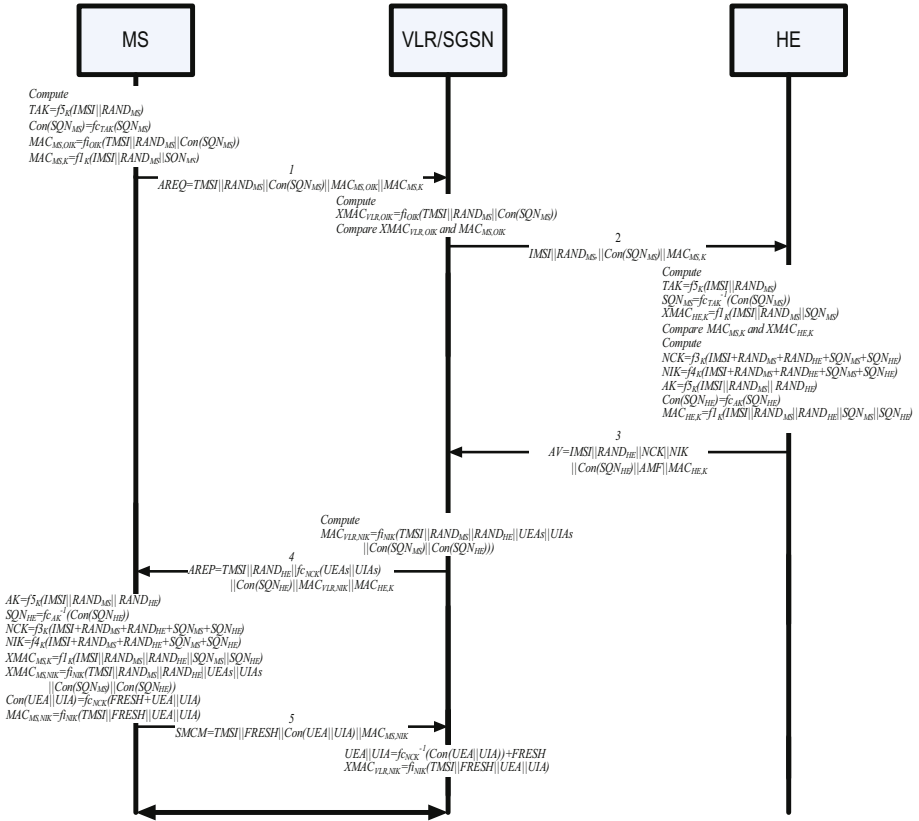 MS
VLR/SGSN
HE
Compute
TAK=f5K(IMSI||RANDMS)
Con(SQNMS)=fcTAK(SQNMS)
MACMS,OIK=fiOIK(TMSI||RANDMS||Con(SQNMS))
MACMS,K=f1K(IMSI||RANDMS||SQNMS)
1
AREQ=TMSI||RANDMS||Con(SQNMS)||MACMS,OIK||MACMS,K
Compute
XMACVLR,OIK=fiOIK(TMSI||RANDMS||Con(SQNMS))
Compare XMACVLR,OIK and MACMS,OIK
2
IMSI||RANDMS,||Con(SQNMS)||MACMS,K
Compute
TAK=f5K(IMSI||RANDMS)
SQNMS=fcTAK-1(Con(SQNMS))
XMACHE,K=f1K(IMSI||RANDMS||SQNMS)
Compare MACMS,K and XMACHE,K
Compute
NCK=f3K(IMSI+RANDMS+RANDHE+SQNMS+SQNHE)
NIK=f4K(IMSI+RANDMS+RANDHE+SQNMS+SQNHE)
AK=f5K(IMSI||RANDMS|| RANDHE)
Con(SQNHE)=fcAK(SQNHE)
MACHE,K=f1K(IMSI||RANDMS||RANDHE||SQNMS||SQNHE)
3
AV=IMSI||RANDHE||NCK||NIK
||Con(SQNHE)||AMF||MACHE,K
Compute
MACVLR,NIK=fiNIK(TMSI||RANDMS||RANDHE||UEAs||UIAs
||Con(SQNMS)||Con(SQNHE)))
4
AREP=TMSI||RANDHE||fcNCK(UEAs||UIAs)
||Con(SQNHE)||MACVLR,NIK||MACHE,K
AK=f5K(IMSI||RANDMS|| RANDHE)
SQNHE=fcAK-1(Con(SQNHE))
NCK=f3K(IMSI+RANDMS+RANDHE+SQNMS+SQNHE)
NIK=f4K(IMSI+RANDMS+RANDHE+SQNMS+SQNHE)
XMACMS,K=f1K(IMSI||RANDMS||RANDHE||SQNMS||SQNHE)
XMACMS,NIK=fiNIK(TMSI||RANDMS||RANDHE||UEAs||UIAs
||Con(SQNMS)||Con(SQNHE))
Con(UEA||UIA)=fcNCK(FRESH+UEA||UIA)
MACMS,NIK=fiNIK(TMSI||FRESH||UEA||UIA)
5
SMCM=TMSI||FRESH||Con(UEA||UIA)||MACMS,NIK
UEA||UIA=fcNCK-1(Con(UEA||UIA))+FRESH
XMACVLR,NIK=fiNIK(TMSI||FRESH||UEA||UIA)